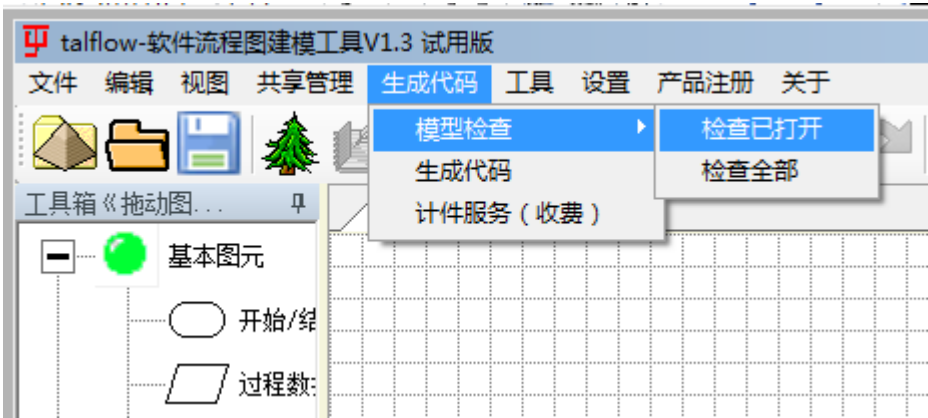 talflow-软件流程图建模工具V1.3 试用版
文件 编辑 视图 共享管理 生成代码 工具 设置 产品注册 关于
模型检查 检查已打开
生成代码 检查全部
计件服务（收费）
工具箱《拖动图...
基本图元
开始/结
过程数